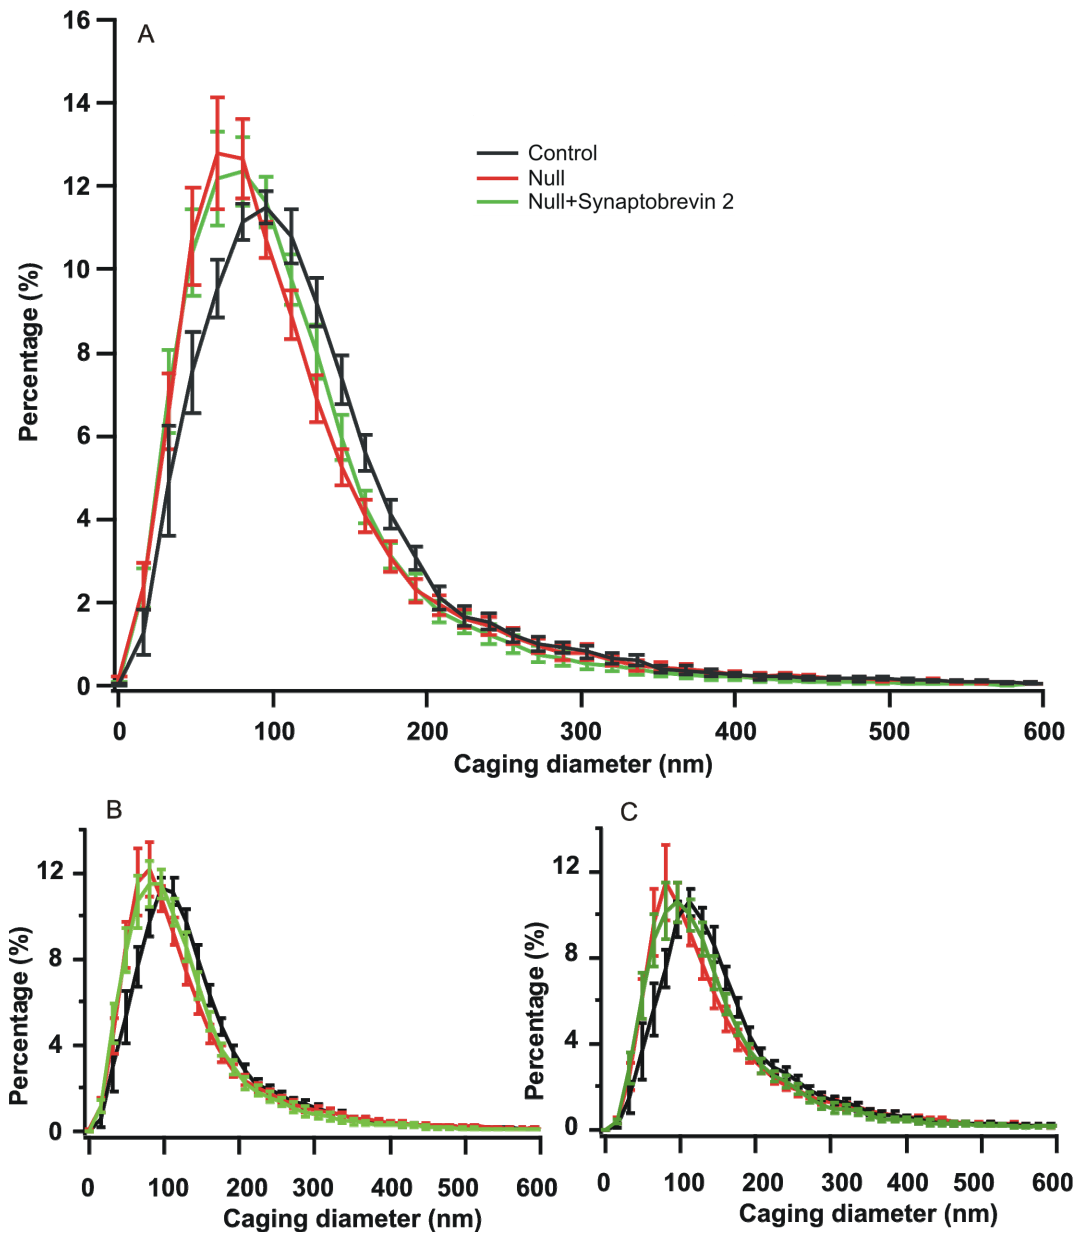 A
16
14
12
10
8
6
4
2
0
Percentage (%)
Control
Null
Null+Synaptobrevin 2
0 100 200 300 400 500 600
Caging diameter (nm)
B
12
8
4
0
Percentage (%)
0 100 200 300 400 500 600
Caging diameter (nm)
C
12
8
4
0
Percentage (%)
0 100 200 300 400 500 600
Caging diameter (nm)